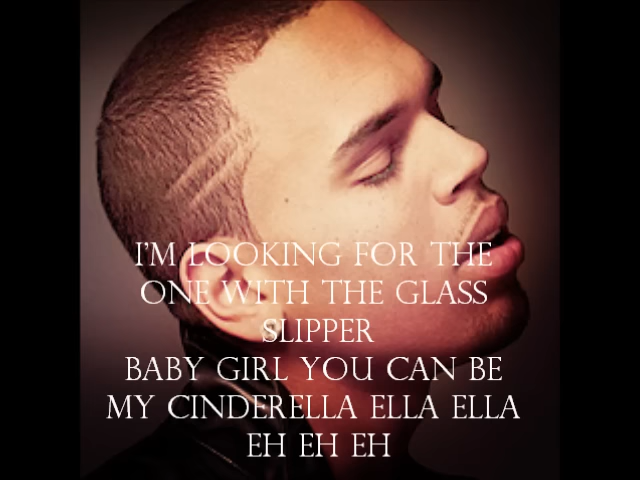 I'M LOOKING FOR THE
ONE WITH THE GLASS
SLIPPER
BABY GIRL YOU CAN BE
MY CINDERELLA ELLA ELLA
EH EH EH